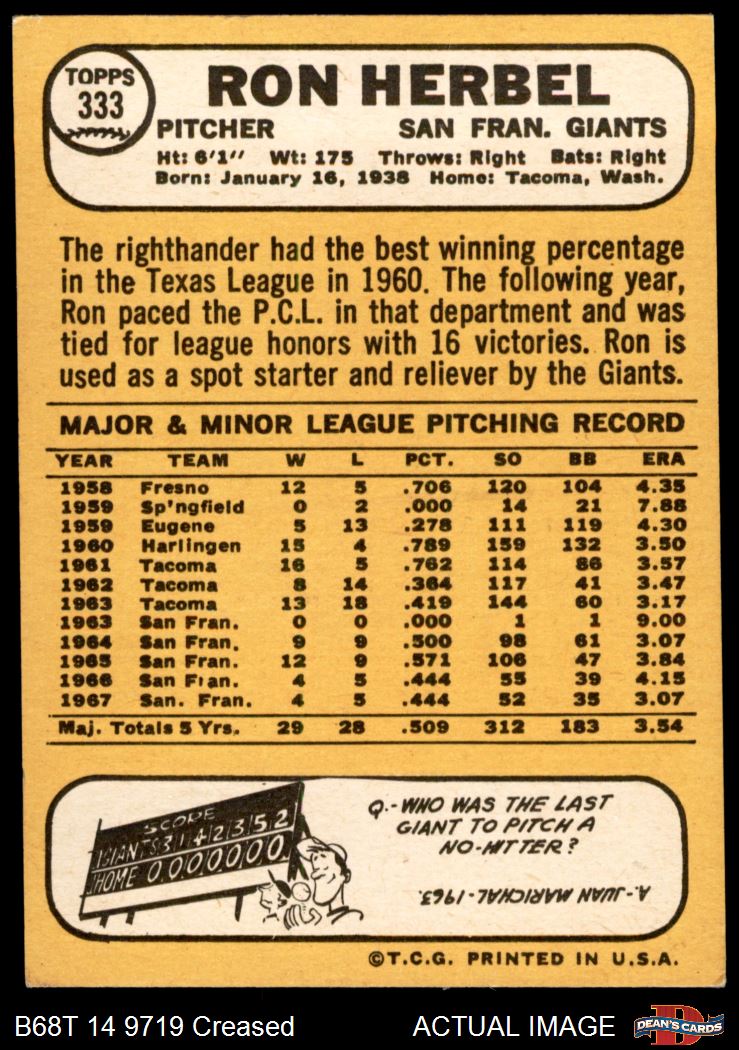 TOPPS
333
RON HERBEL
PITCHER SAN FRAN. GIANTS
Ht: 6'1" Wt: 175 Throws: Right Bats: Right
Born: January 16, 1938 Home: Tacoma, Wash.
The righthander had the best winning percentage
in the Texas League in 1960. The following year,
Ron paced the P.C.L. in that department and was
tied for league honors with 16 victories. Ron is
used as a spot starter and reliever by the Giants.
MAJOR & MINOR LEAGUE PITCHING RECORD
YEAR TEAM W L PCT. SO BB ERA
1958 Fresno 12 5 .706 120 104 4.35
1959 Sp'ngfield 0 2 .000 14 21 7.88
1959 Eugene 5 13 .278 111 119 4.30
1960 Harlingen 15 4 .789 159 132 3.50
1961 Tacoma 16 5 .762 114 86 3.57
1962 Tacoma 8 14 .364 117 41 3.47
1963 Tacoma 13 18 .419 144 60 3.17
1963 San Fran. 0 0 .000 1 1 9.00
1964 San Fran. 9 9 .500 98 61 3.07
1965 San Fran. 12 9 .571 106 47 3.84
1966 San Fran. 4 5 .444 55 39 4.15
1967 San. Fran. 4 5 .444 52 35 3.07
Maj. Totals 5 Yrs. 29 28 .509 312 183 3.54
SCORE
GIANTS 3 1 4 2 3 5 2
HOME 0 0 0 0 0 0 0
Q.- WHO WAS THE LAST
GIANT TO PITCH A
NO-HITTER?
A.- JUAN MARICHAL - 1963.
©T.C.G. PRINTED IN U.S.A.
B68T 14 9719 Creased ACTUAL IMAGE
DEAN'S CARDS